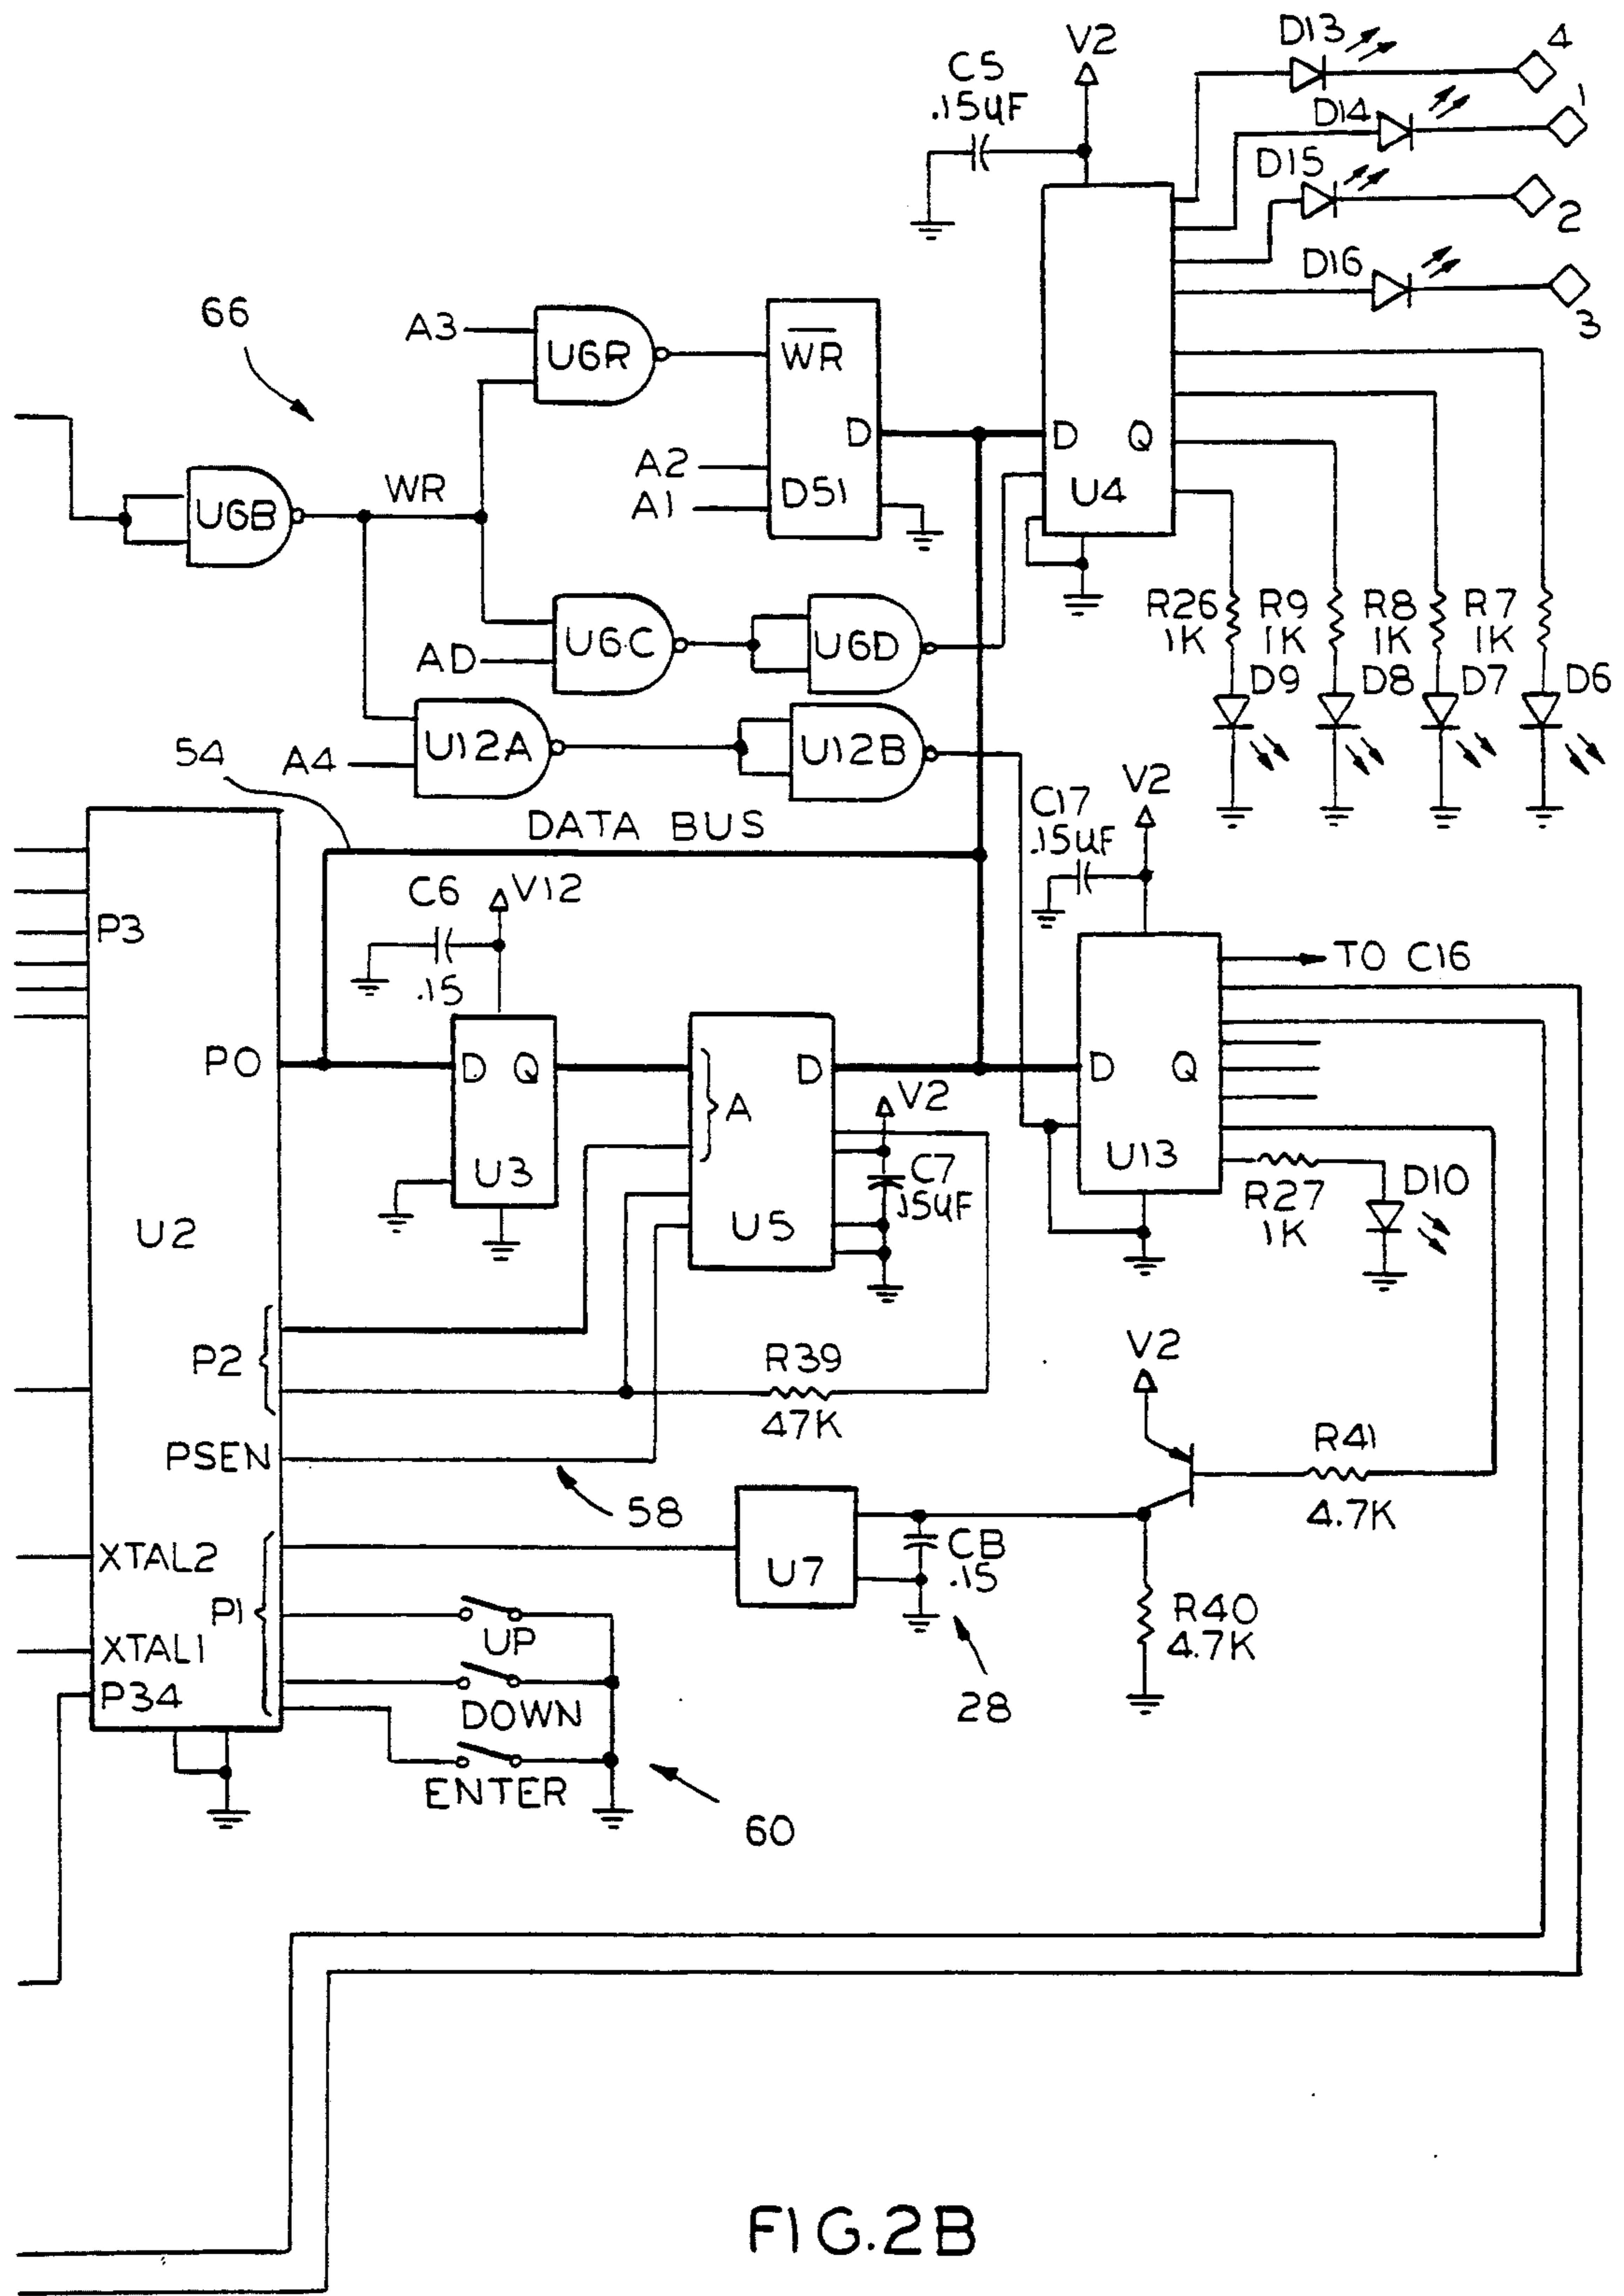 D13
4
V2
C5
.15UF
1
D14
D15
2
D16
3
66
A3
U6R
WR
D
D
Q
A2
WR
U6B
A1
DS1
U4
R26
1K
R9
1K
R8
1K
R7
1K
U6C
U6D
AD
D9
D8
D7
D6
U12A
U12B
54
A4
V2
C17
.15UF
DATA BUS
C6
V12
P3
.15
TO C16
P0
D
Q
A
D
D
Q
V2
U3
C7
.15UF
U13
D10
R27
1K
U2
U5
P2
R39
47K
V2
PSEN
R41
4.7K
58
XTAL2
U7
CB
.15
P1
UP
R40
4.7K
XTAL1
P34
DOWN
28
ENTER
60
FIG.2B